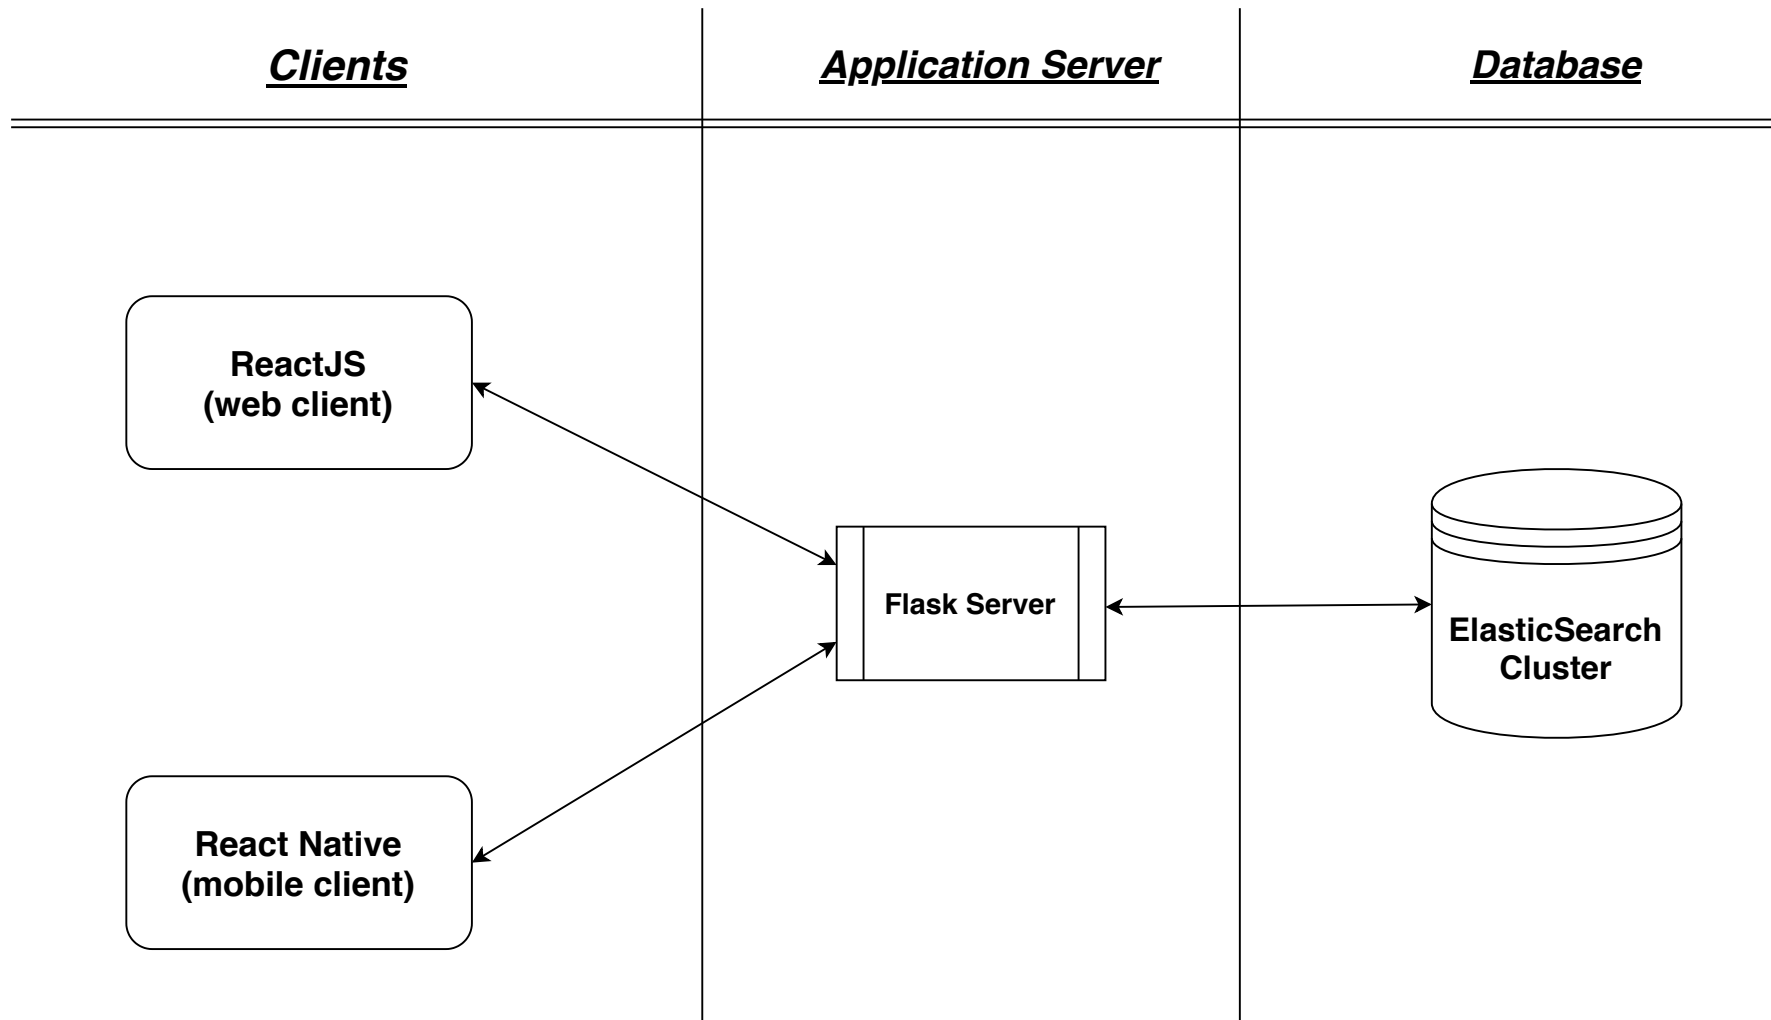 Clients
Application Server
Database
ReactJS
(web client)
Flask Server
ElasticSearch
Cluster
React Native
(mobile client)